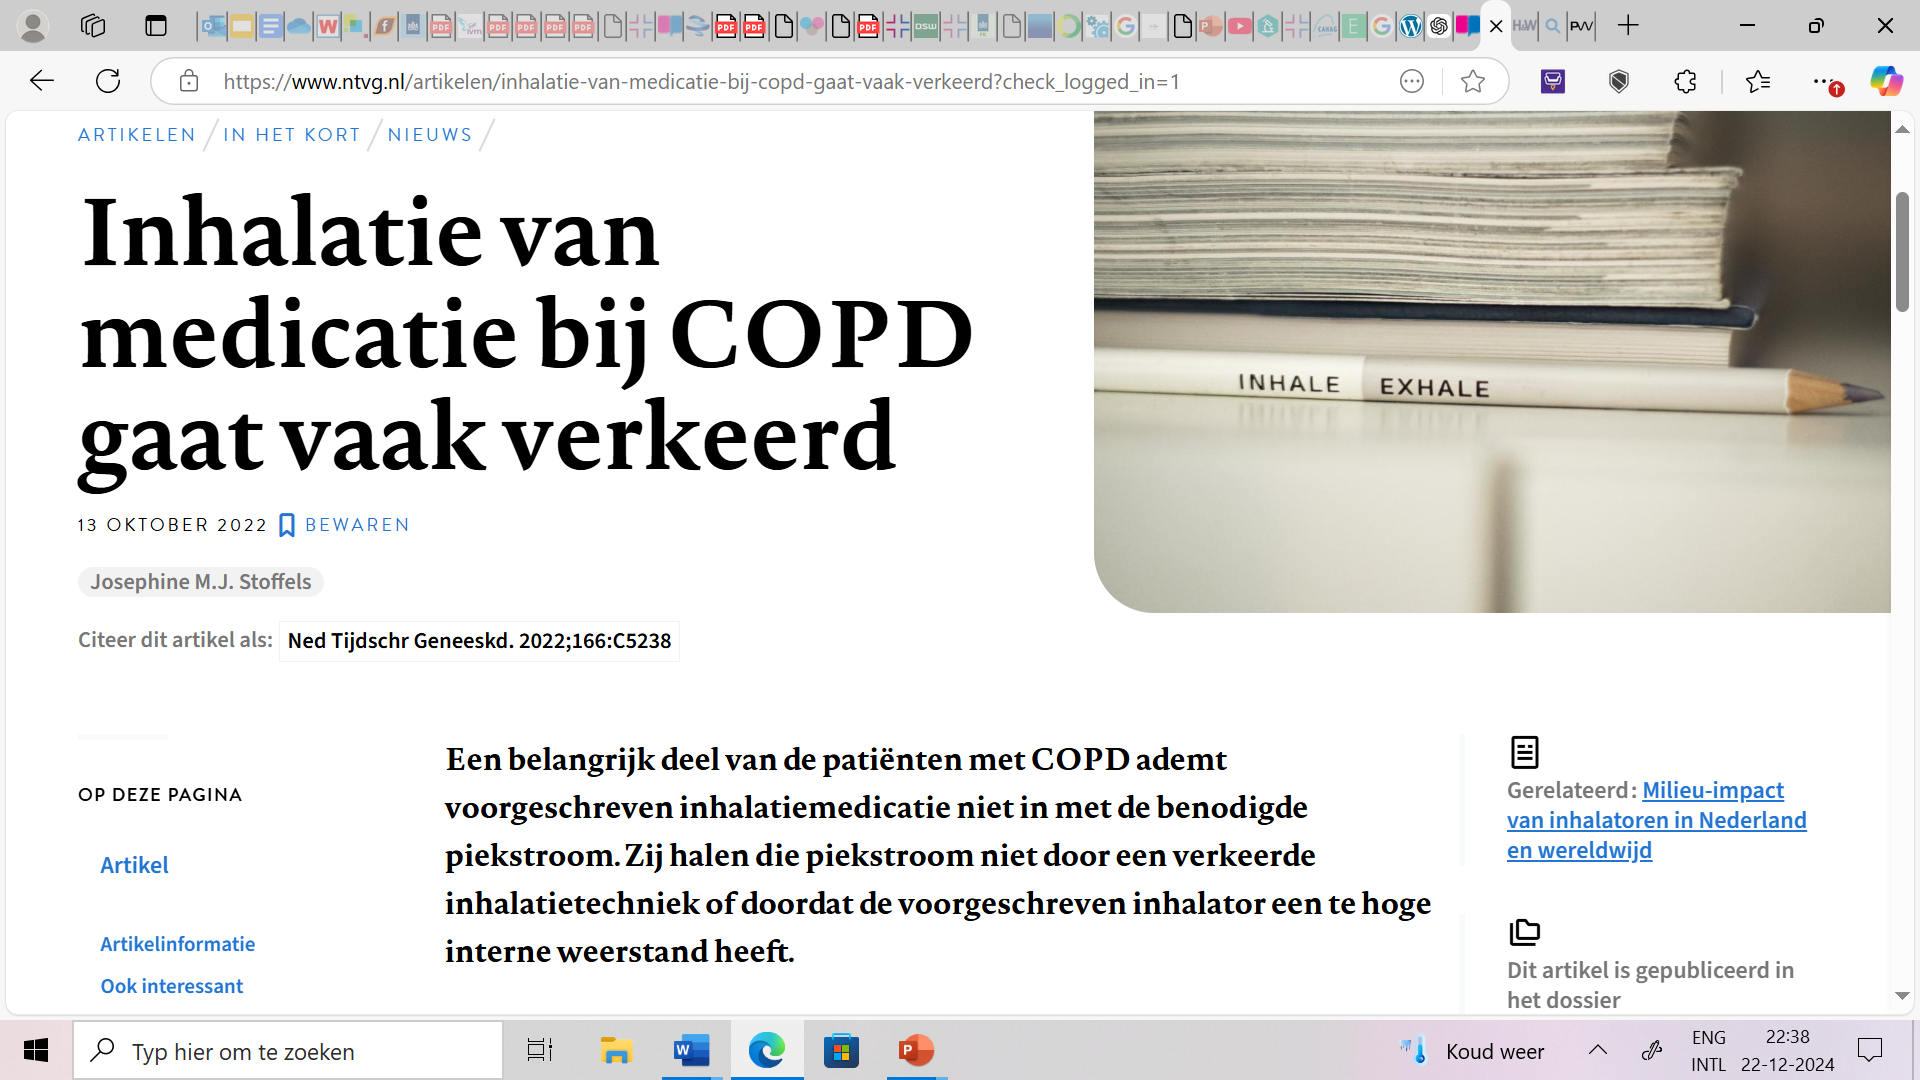 https://www.ntvg.nl/artikelen/inhalatie-van-medicatie-bij-copd-gaat-vaak-verkeerd?check_logged_in=1
ARTIKELEN / IN HET KORT / NIEUWS /
Inhalatie van
medicatie bij COPD
gaat vaak verkeerd
INHALE EXHALE
13 OKTOBER 2022 BEWAREN
Josephine M.J. Stoffels
Citeer dit artikel als: Ned Tijdschr Geneeskd. 2022;166:C5238
OP DEZE PAGINA
Artikel
Artikelinformatie
Ook interessant
Een belangrijk deel van de patiënten met COPD ademt
voorgeschreven inhalatiemedicatie niet in met de benodigde
piekstroom. Zij halen die piekstroom niet door een verkeerde
inhalatietechniek of doordat de voorgeschreven inhalator een te hoge
interne weerstand heeft.
Gerelateerd: Milieu-impact
van inhalatoren in Nederland
en wereldwijd
Dit artikel is gepubliceerd in
het dossier
Typ hier om te zoeken
Koud weer
ENG
INTL
22:38
22-12-2024